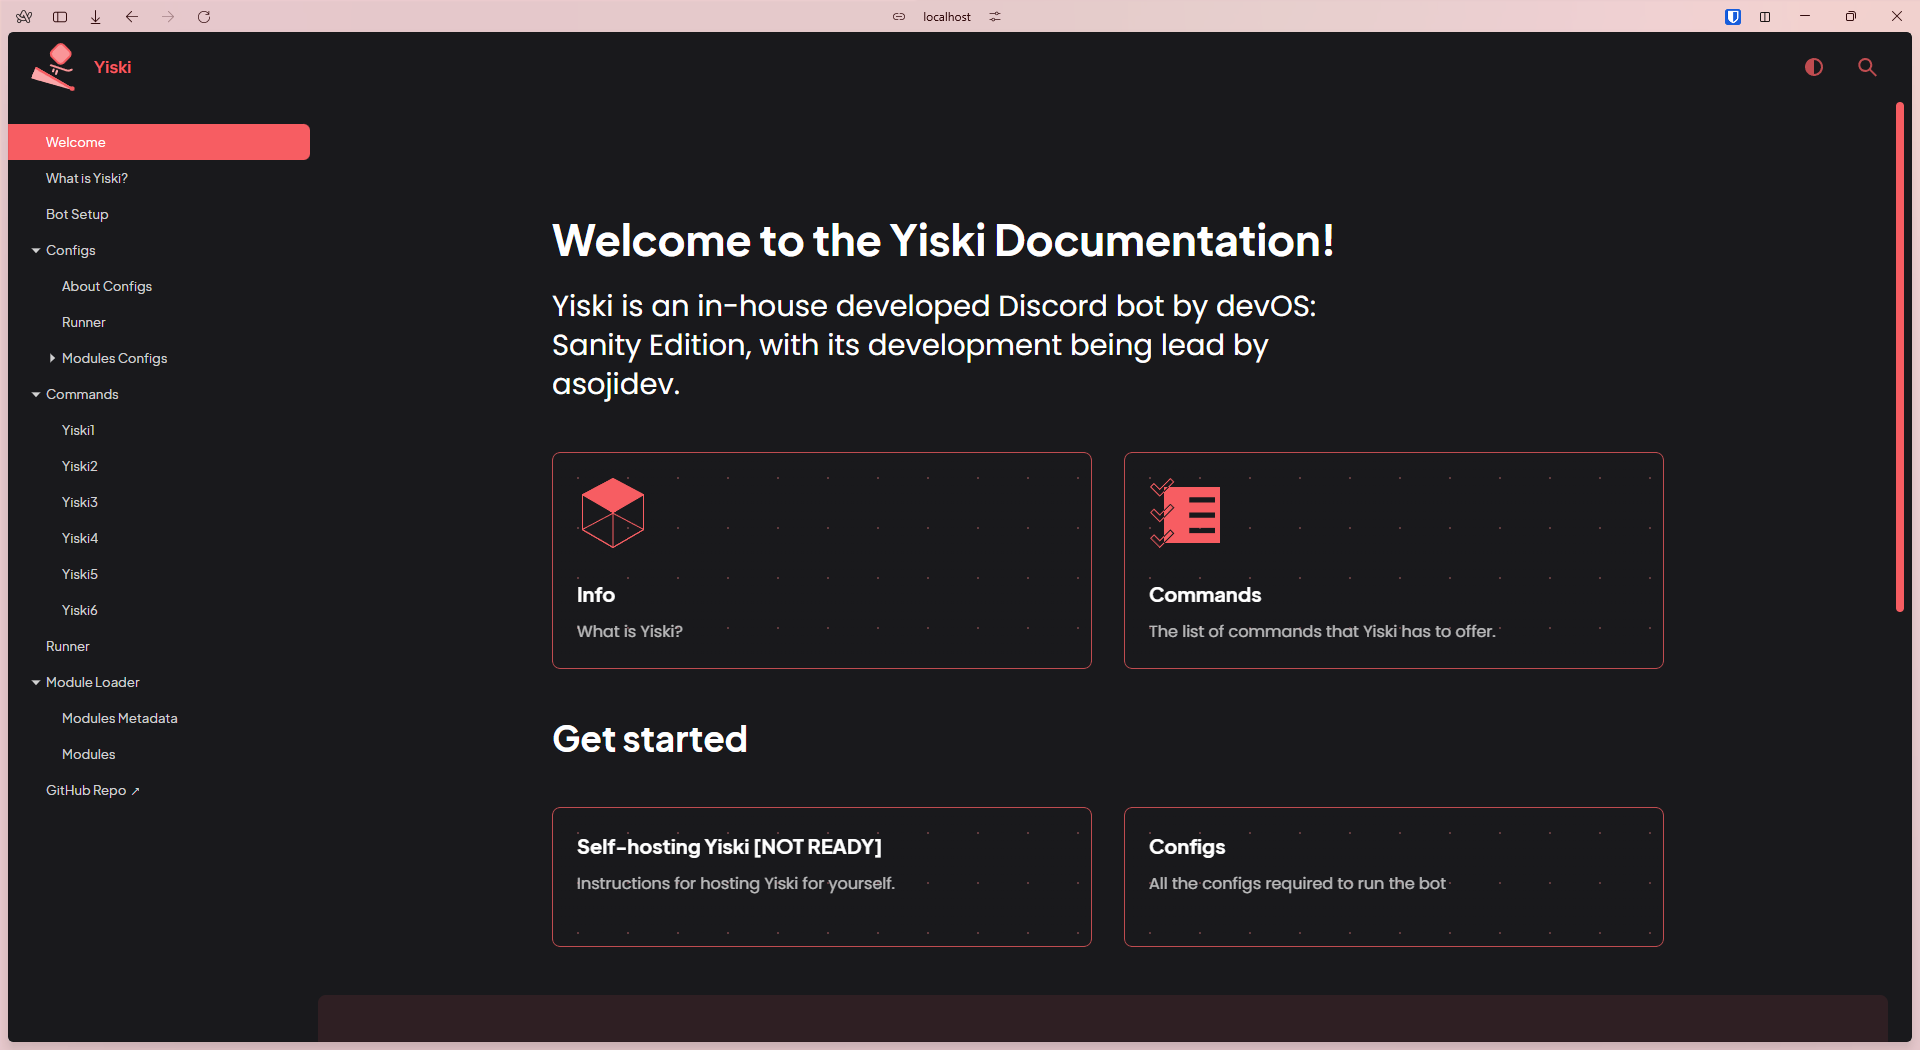 localhost
Yiski
Welcome
What is Yiski?
Bot Setup
Configs
About Configs
Runner
Modules Configs
Commands
Yiski1
Yiski2
Yiski3
Yiski4
Yiski5
Yiski6
Runner
Module Loader
Modules Metadata
Modules
GitHub Repo ↗
Welcome to the Yiski Documentation!
Yiski is an in-house developed Discord bot by devOS:
Sanity Edition, with its development being lead by
asojidev.
Info
What is Yiski?
Commands
The list of commands that Yiski has to offer.
Get started
Self-hosting Yiski [NOT READY]
Instructions for hosting Yiski for yourself.
Configs
All the configs required to run the bot